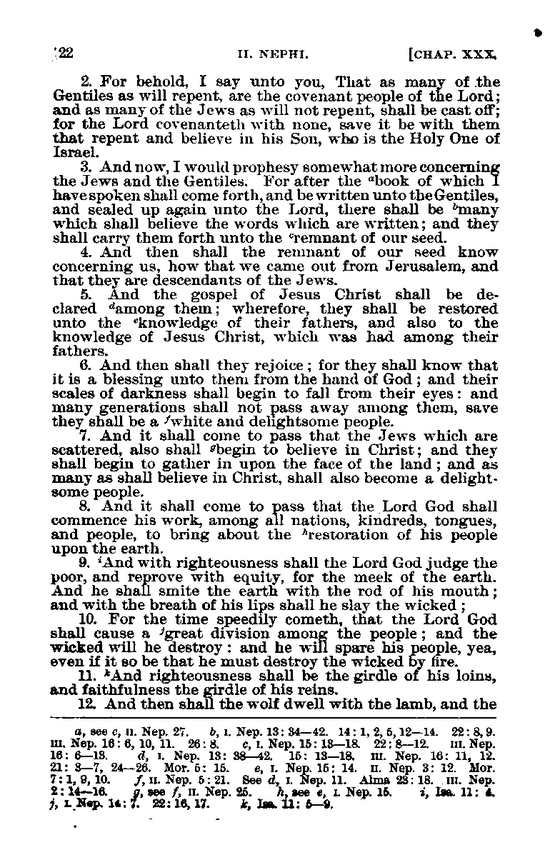 22 II. NEPHI. [CHAP. XXX.
2. For behold, I say unto you, That as many of the
Gentiles as will repent, are the covenant people of the Lord;
and as many of the Jews as will not repent, shall be cast off;
for the Lord covenanteth with none, save it be with them
that repent and believe in his Son, who is the Holy One of
Israel.
3. And now, I would prophesy somewhat more concerning
the Jews and the Gentiles. For after the ᵃbook of which I
have spoken shall come forth, and be written unto the Gentiles,
and sealed up again unto the Lord, there shall be ᵇmany
which shall believe the words which are written; and they
shall carry them forth unto the ᶜremnant of our seed.
4. And then shall the remnant of our seed know
concerning us, how that we came out from Jerusalem, and
that they are descendants of the Jews.
5. And the gospel of Jesus Christ shall be de-
clared ᵈamong them; wherefore, they shall be restored
unto the ᵉknowledge of their fathers, and also to the
knowledge of Jesus Christ, which was had among their
fathers.
6. And then shall they rejoice; for they shall know that
it is a blessing unto them from the hand of God; and their
scales of darkness shall begin to fall from their eyes: and
many generations shall not pass away among them, save
they shall be a ᶠwhite and delightsome people.
7. And it shall come to pass that the Jews which are
scattered, also shall ᵍbegin to believe in Christ; and they
shall begin to gather in upon the face of the land; and as
many as shall believe in Christ, shall also become a delight-
some people.
8. And it shall come to pass that the Lord God shall
commence his work, among all nations, kindreds, tongues,
and people, to bring about the ʰrestoration of his people
upon the earth.
9. ⁱAnd with righteousness shall the Lord God judge the
poor, and reprove with equity, for the meek of the earth.
And he shall smite the earth with the rod of his mouth;
and with the breath of his lips shall he slay the wicked;
10. For the time speedily cometh, that the Lord God
shall cause a ʲgreat division among the people; and the
wicked will he destroy: and he will spare his people, yea,
even if it so be that he must destroy the wicked by fire.
11. ᵏAnd righteousness shall be the girdle of his loins,
and faithfulness the girdle of his reins.
12. And then shall the wolf dwell with the lamb, and the
a, see c, II. Nep. 27. b, I. Nep. 13: 34—42. 14: 1, 2, 5, 12—14. 22: 8, 9.
III. Nep. 16: 6, 10, 11. 26: 8. c, I. Nep. 15: 13—18. 22: 8—12. III. Nep.
16: 6—13. d, I. Nep. 13: 38—42. 15: 13—18. III. Nep. 16: 11, 12.
21: 3—7, 24—26. Mor. 5: 15. e, I. Nep. 15: 14. II. Nep. 3: 12. Mor.
7: 1, 9, 10. f, II. Nep. 5: 21. See d, I. Nep. 11. Alma 23: 18. III. Nep.
2: 14—16. g, see f, II. Nep. 25. h, see e, I. Nep. 15. i, Isa. 11: 4.
j, I. Nep. 14: 7. 22: 16, 17. k, Isa. 11: 5—9.